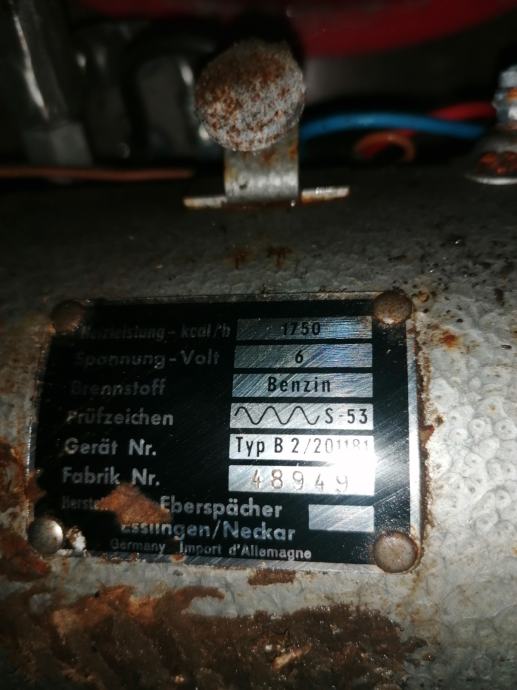 Heizleistung-kcal/h 1750
Spannung-Volt 6
Brennstoff Benzin
Prüfzeichen S-53
Gerät Nr. Typ B2/201181
Fabrik Nr. 48949
Eberspächer
Esslingen/Neckar
Germany Import d'Allemagne